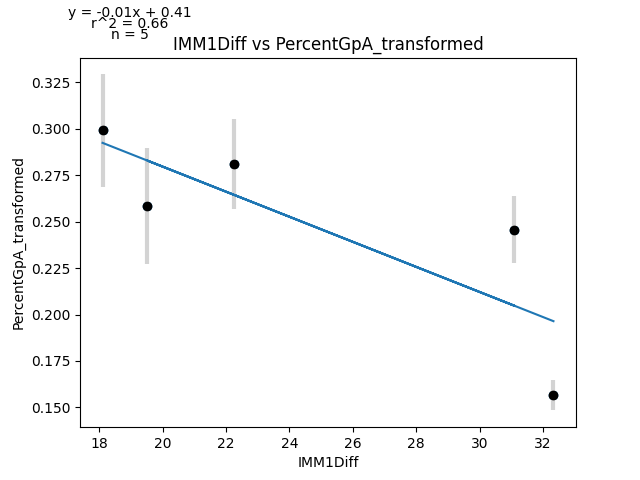 y = -0.01x + 0.41
r^2 = 0.66
n = 5
IMM1Diff vs PercentGpA_transformed
PercentGpA_transformed
0.325
0.300
0.275
0.250
0.225
0.200
0.175
0.150
18 20 22 24 26 28 30 32
IMM1Diff